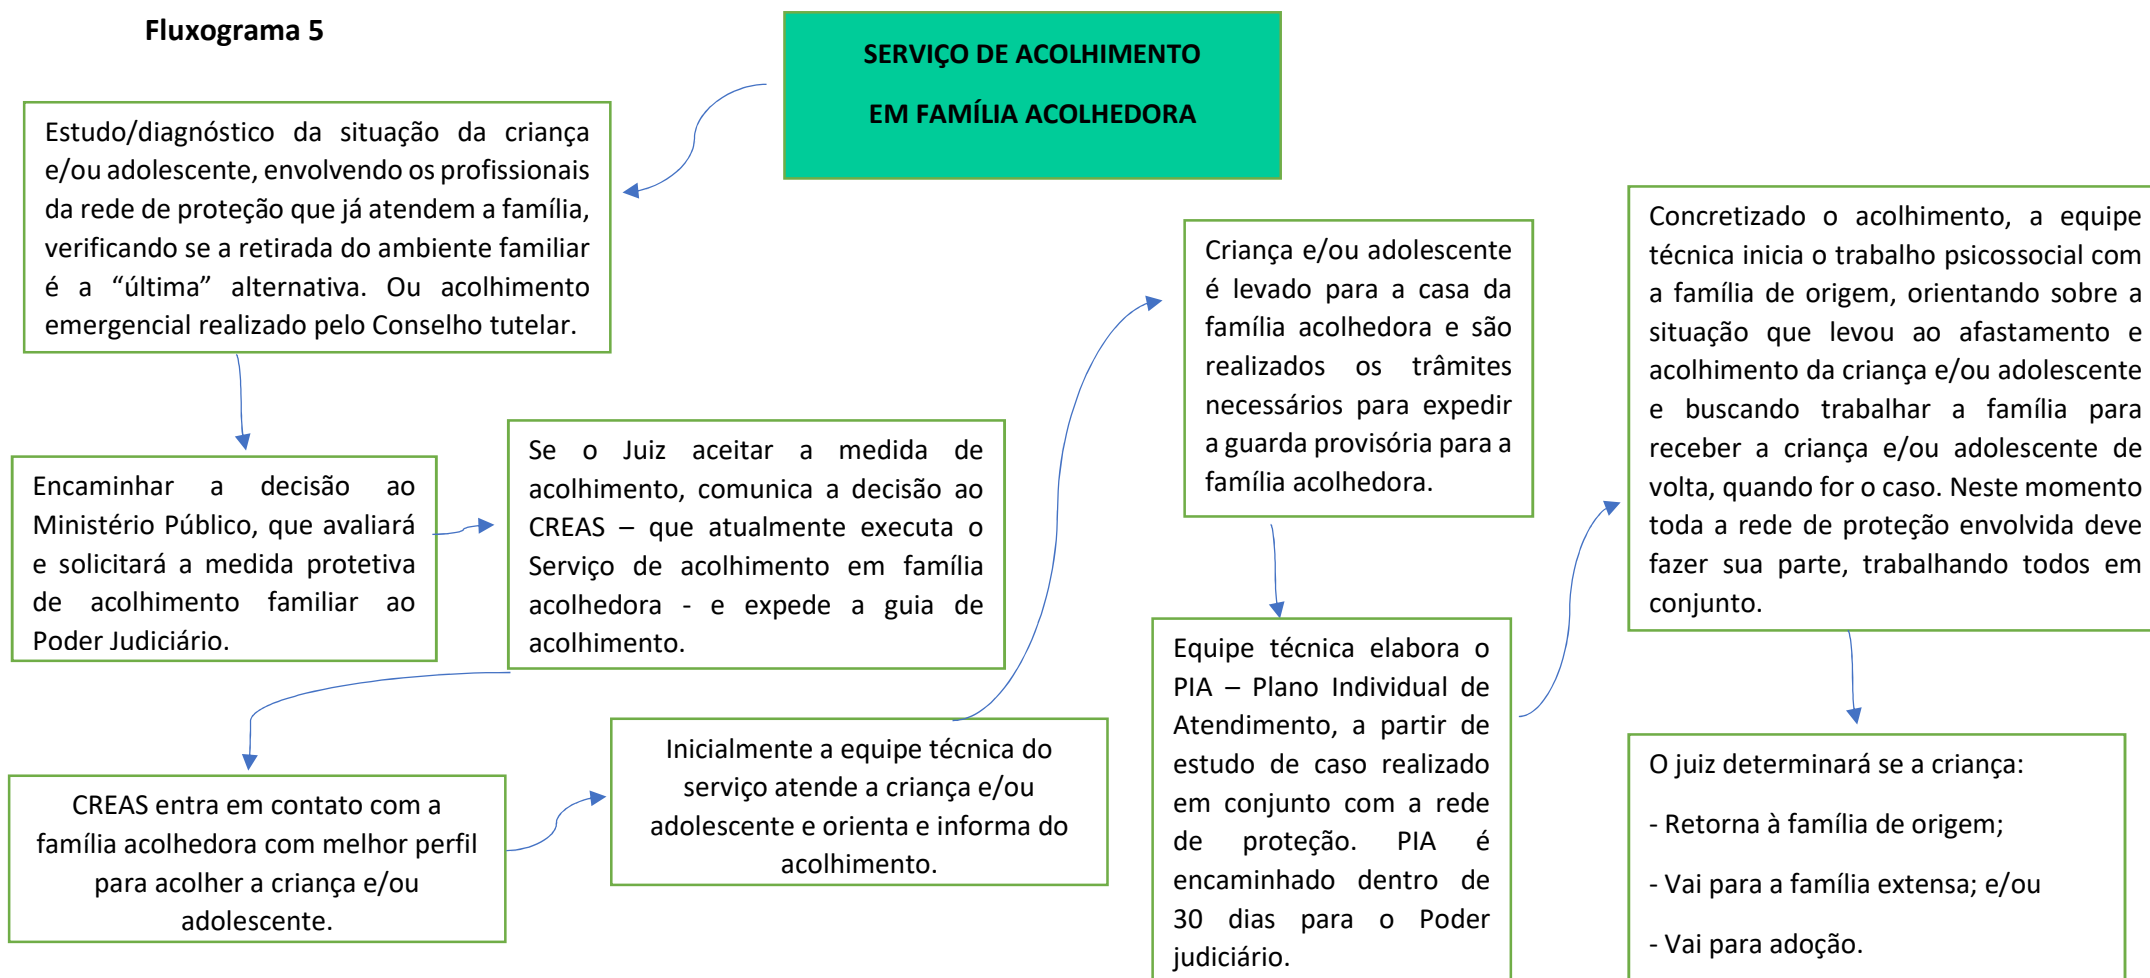 Fluxograma 5
SERVIÇO DE ACOLHIMENTO
EM FAMÍLIA ACOLHEDORA
Estudo/diagnóstico da situação da criança
e/ou adolescente, envolvendo os profissionais
da rede de proteção que já atendem a família,
verificando se a retirada do ambiente familiar
é a “última” alternativa. Ou acolhimento
emergencial realizado pelo Conselho tutelar.
Encaminhar a decisão ao
Ministério Público, que avaliará
e solicitará a medida protetiva
de acolhimento familiar ao
Poder Judiciário.
Se o Juiz aceitar a medida de
acolhimento, comunica a decisão ao
CREAS – que atualmente executa o
Serviço de acolhimento em família
acolhedora - e expede a guia de
acolhimento.
CREAS entra em contato com a
família acolhedora com melhor perfil
para acolher a criança e/ou
adolescente.
Inicialmente a equipe técnica do
serviço atende a criança e/ou
adolescente e orienta e informa do
acolhimento.
Criança e/ou adolescente
é levado para a casa da
família acolhedora e são
realizados os trâmites
necessários para expedir
a guarda provisória para a
família acolhedora.
Equipe técnica elabora o
PIA – Plano Individual de
Atendimento, a partir de
estudo de caso realizado
em conjunto com a rede
de proteção. PIA é
encaminhado dentro de
30 dias para o Poder
judiciário.
Concretizado o acolhimento, a equipe
técnica inicia o trabalho psicossocial com
a família de origem, orientando sobre a
situação que levou ao afastamento e
acolhimento da criança e/ou adolescente
e buscando trabalhar a família para
receber a criança e/ou adolescente de
volta, quando for o caso. Neste momento
toda a rede de proteção envolvida deve
fazer sua parte, trabalhando todos em
conjunto.
O juiz determinará se a criança:
- Retorna à família de origem;
- Vai para a família extensa; e/ou
- Vai para adoção.